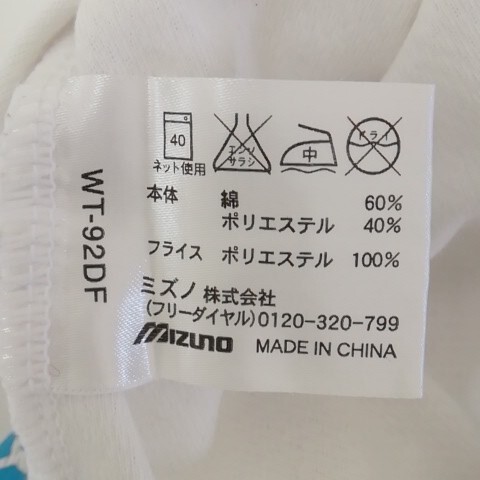 40
エンソ
サラシ
中
ドライ
ネット使用
本体 綿 60%
ポリエステル 40%
フライス ポリエステル 100%
ミズノ 株式会社
(フリーダイヤル)0120-320-799
MIZUNO MADE IN CHINA
WT-92DF